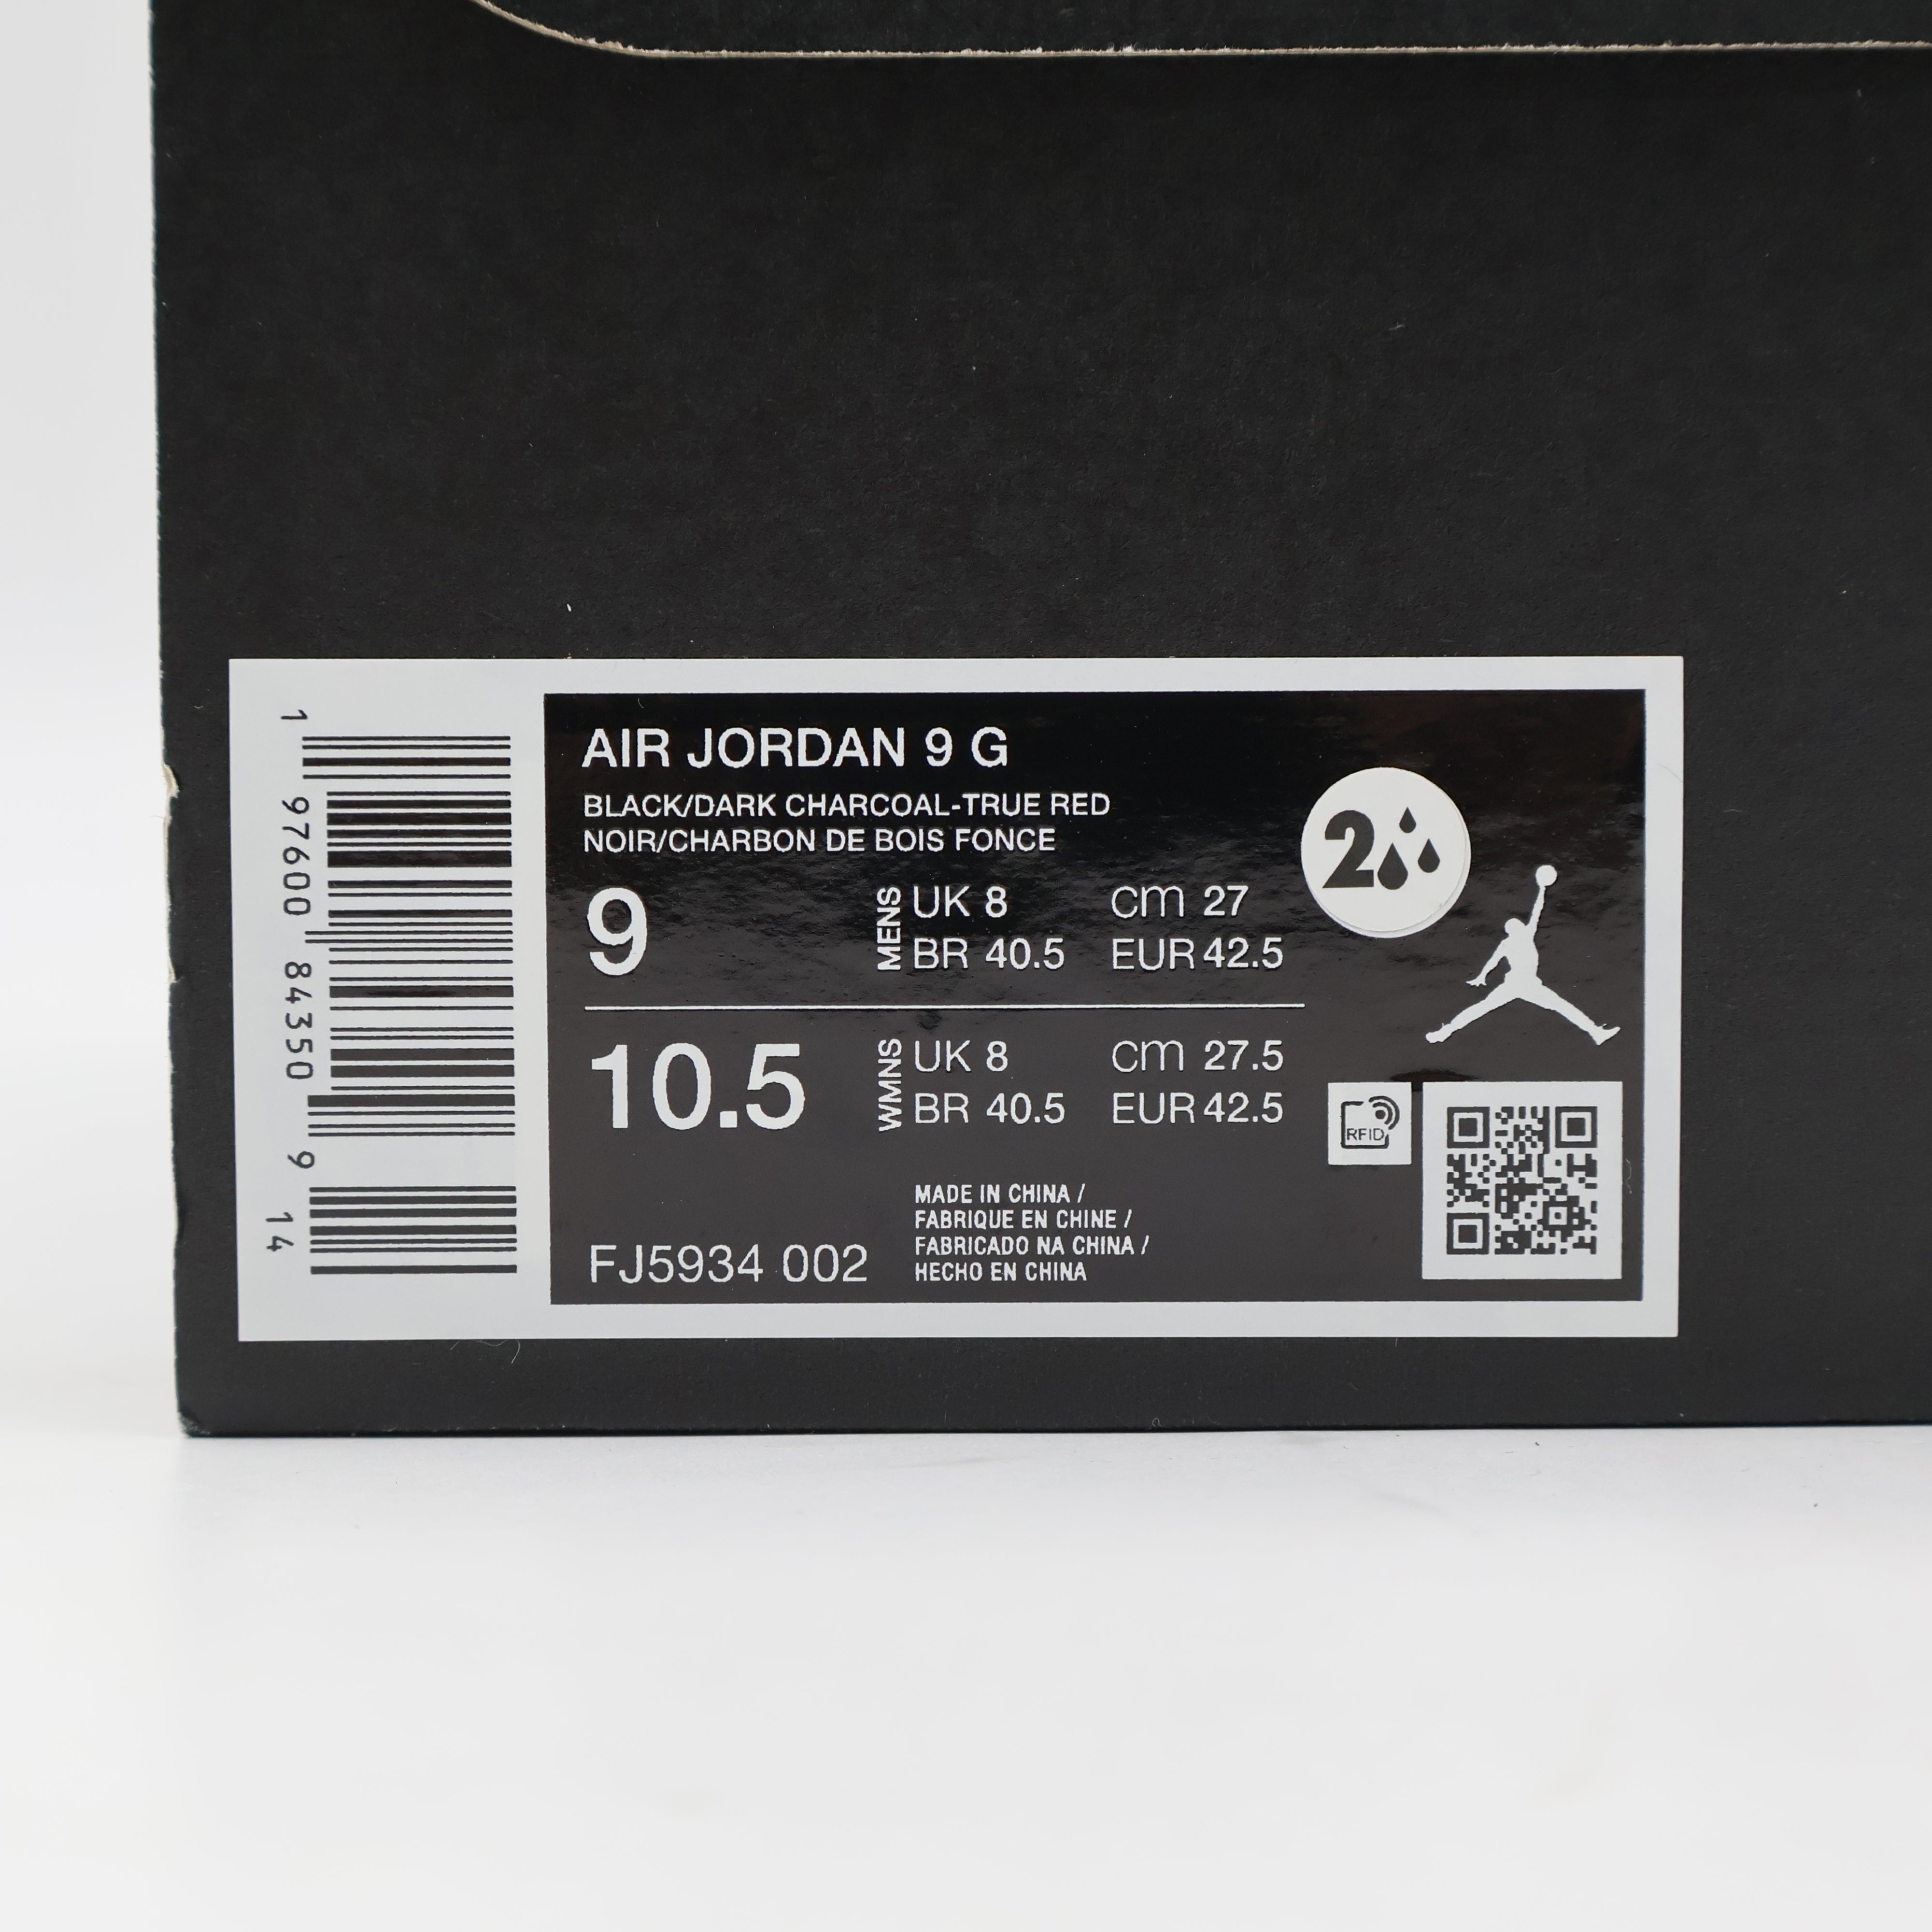 1 97600 84350 9 14
AIR JORDAN 9 G
BLACK/DARK CHARCOAL-TRUE RED
NOIR/CHARBON DE BOIS FONCE
9
MENS
UK 8 cm 27
BR 40.5 EUR 42.5
10.5
WMNS
UK 8 cm 27.5
BR 40.5 EUR 42.5
2
RFID
FJ5934 002
MADE IN CHINA /
FABRIQUE EN CHINE /
FABRICADO NA CHINA /
HECHO EN CHINA